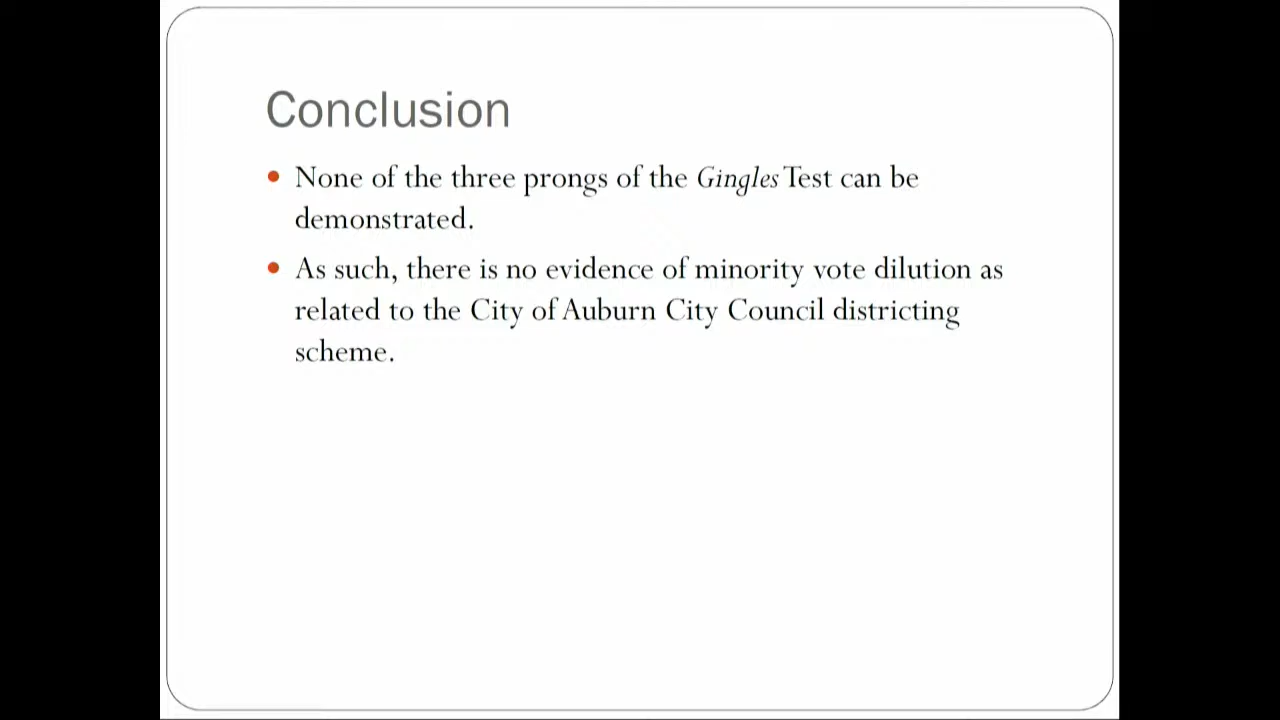 Conclusion
None of the three prongs of the Gingles Test can be
demonstrated.
As such, there is no evidence of minority vote dilution as
related to the City of Auburn City Council districting
scheme.